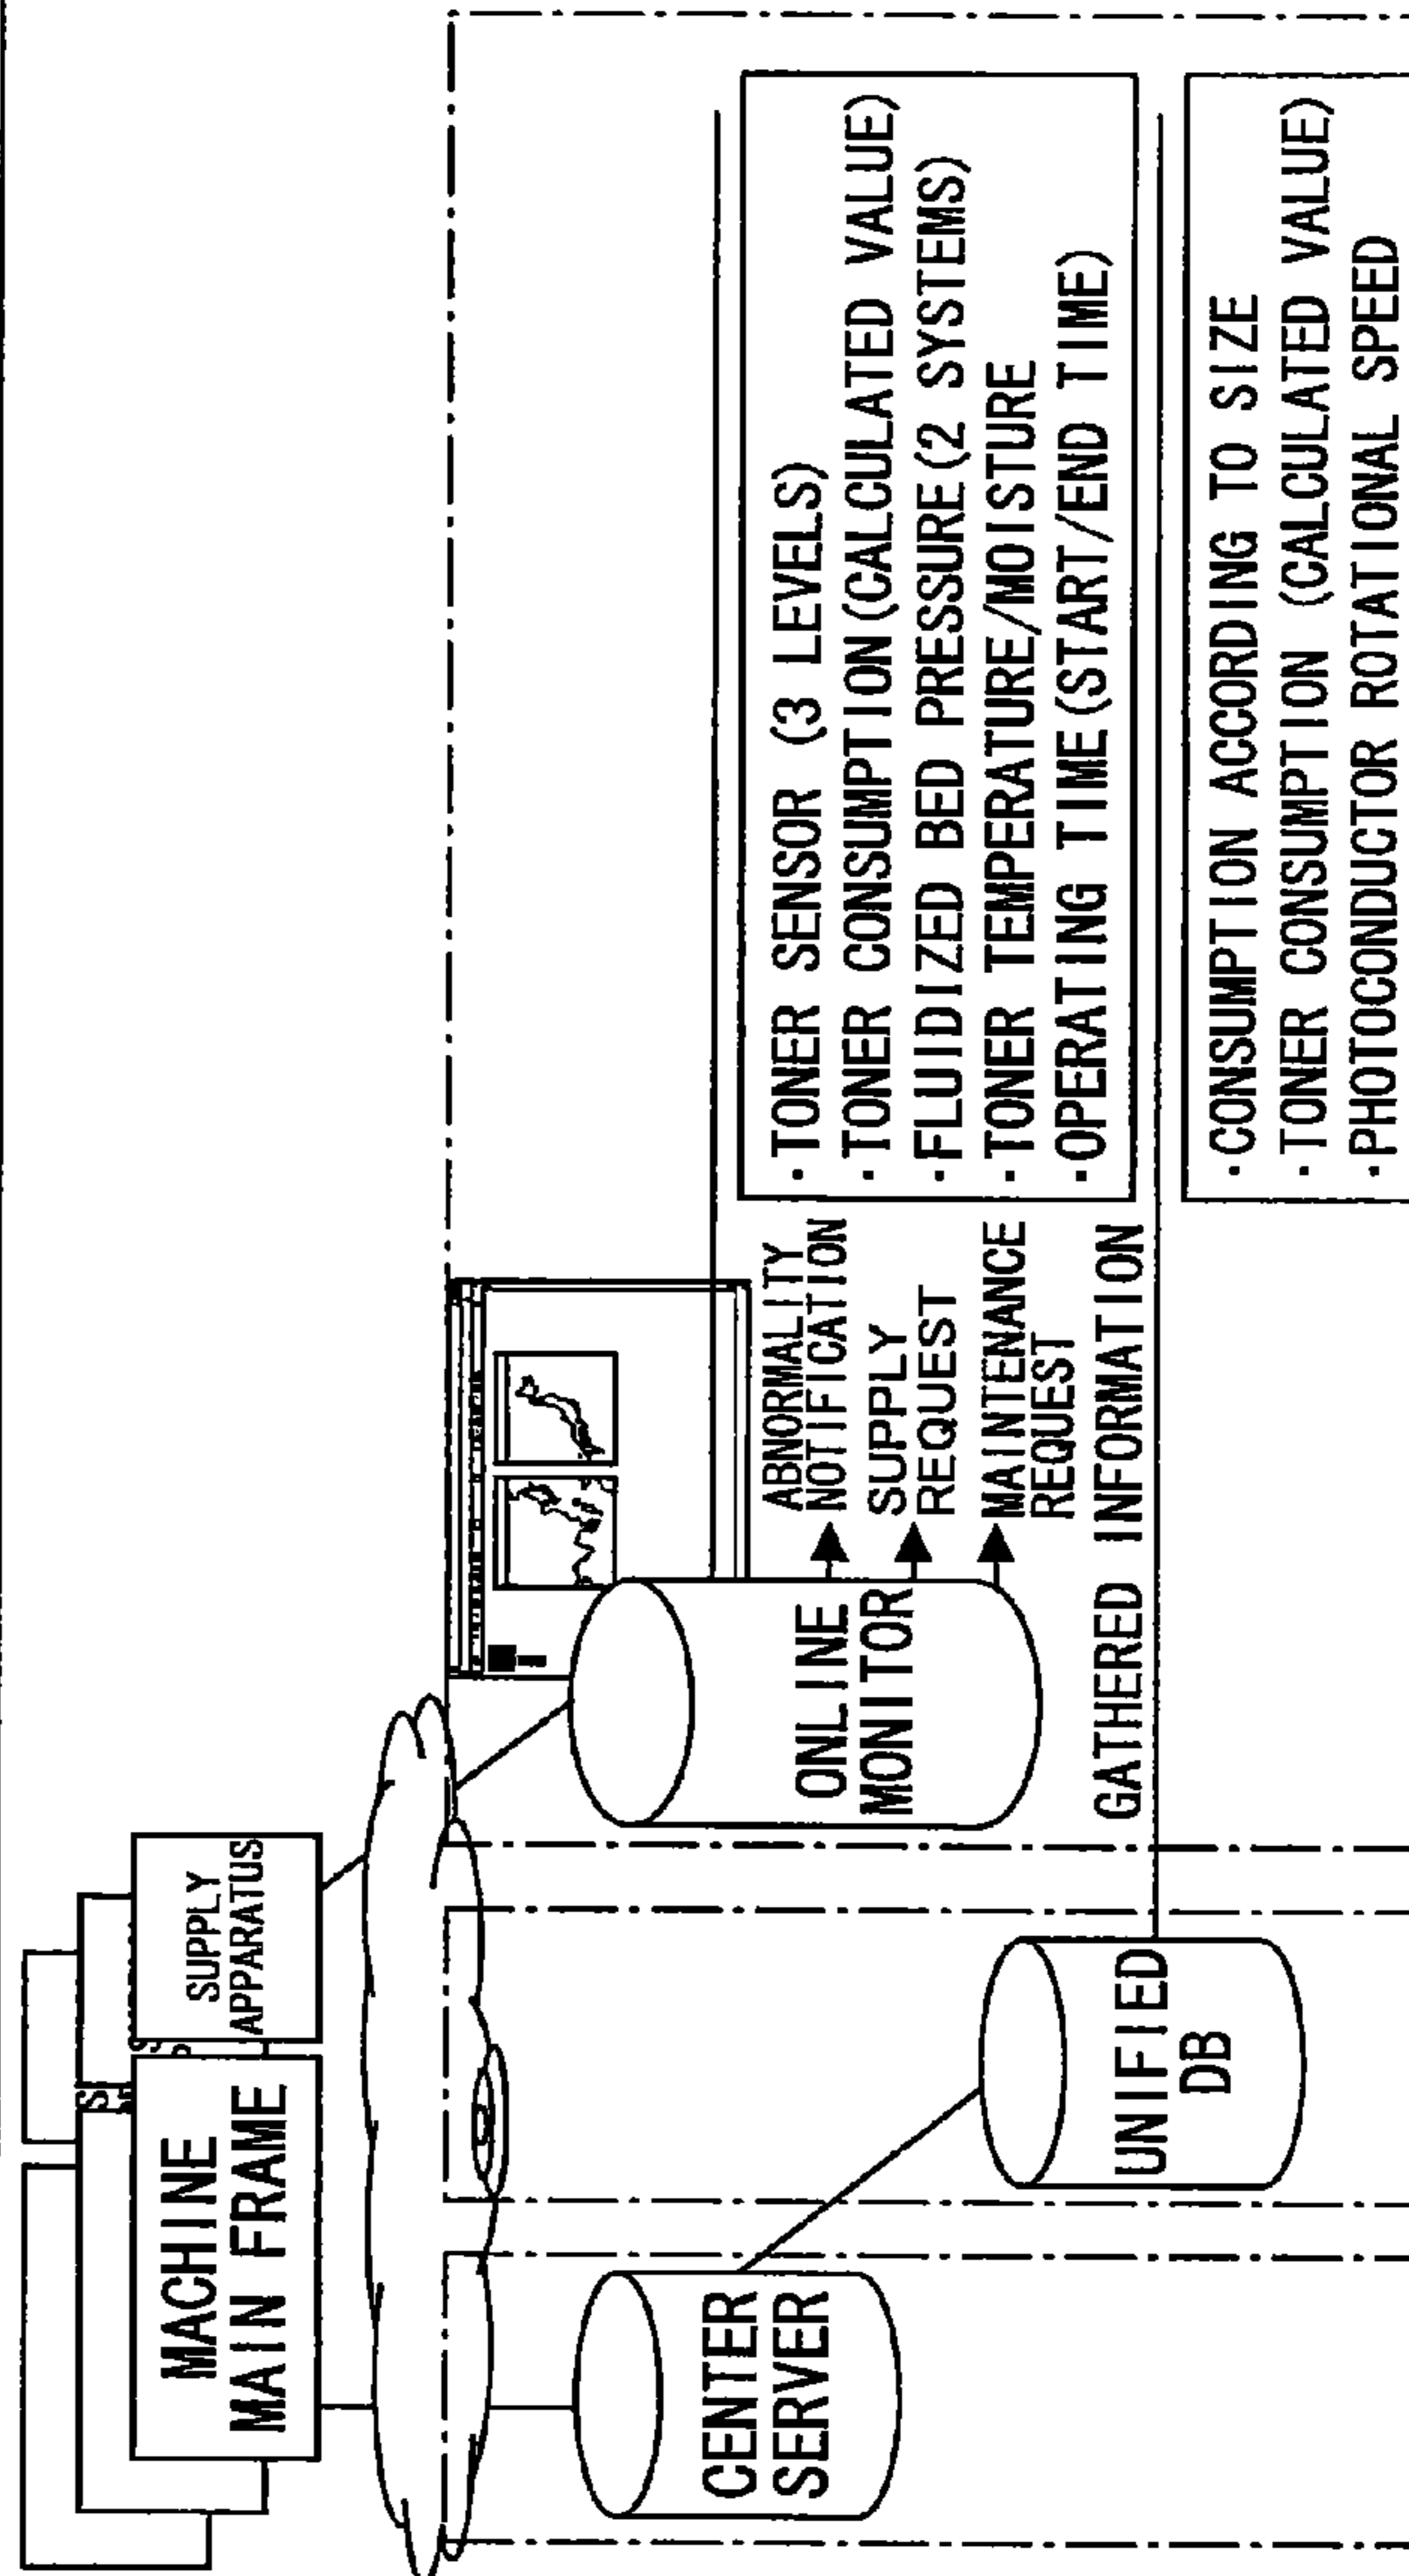 MACHINE
MAIN FRAME
SUPPLY
APPARATUS
CENTER
SERVER
UNIFIED
DB
ONLINE
MONITOR
ABNORMALITY
NOTIFICATION
SUPPLY
REQUEST
MAINTENANCE
REQUEST
GATHERED INFORMATION
・TONER SENSOR (3 LEVELS)
・TONER CONSUMPTION(CALCULATED VALUE)
・FLUIDIZED BED PRESSURE(2 SYSTEMS)
・TONER TEMPERATURE/MOISTURE
・OPERATING TIME(START/END TIME)
・CONSUMPTION ACCORDING TO SIZE
・TONER CONSUMPTION (CALCULATED VALUE)
・PHOTOCONDUCTOR ROTATIONAL SPEED